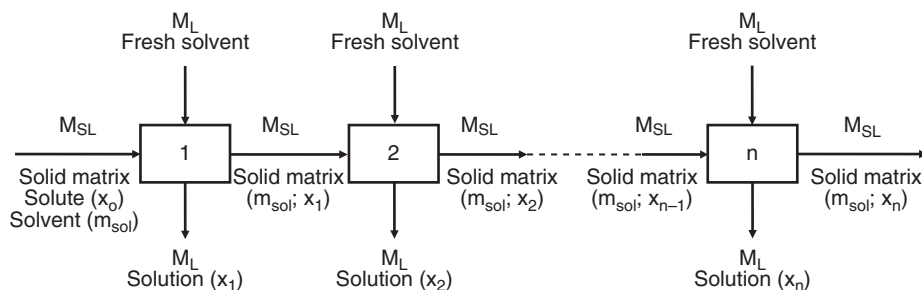 M_L
Fresh solvent
M_L
Fresh solvent
M_L
Fresh solvent
M_SL
1
M_SL
2
M_SL
M_SL
n
M_SL
Solid matrix
Solute (x_o)
Solvent (m_sol)
Solid matrix
(m_sol; x_1)
Solid matrix
(m_sol; x_2)
Solid matrix
(m_sol; x_n–1)
Solid matrix
(m_sol; x_n)
M_L
Solution (x_1)
M_L
Solution (x_2)
M_L
Solution (x_n)